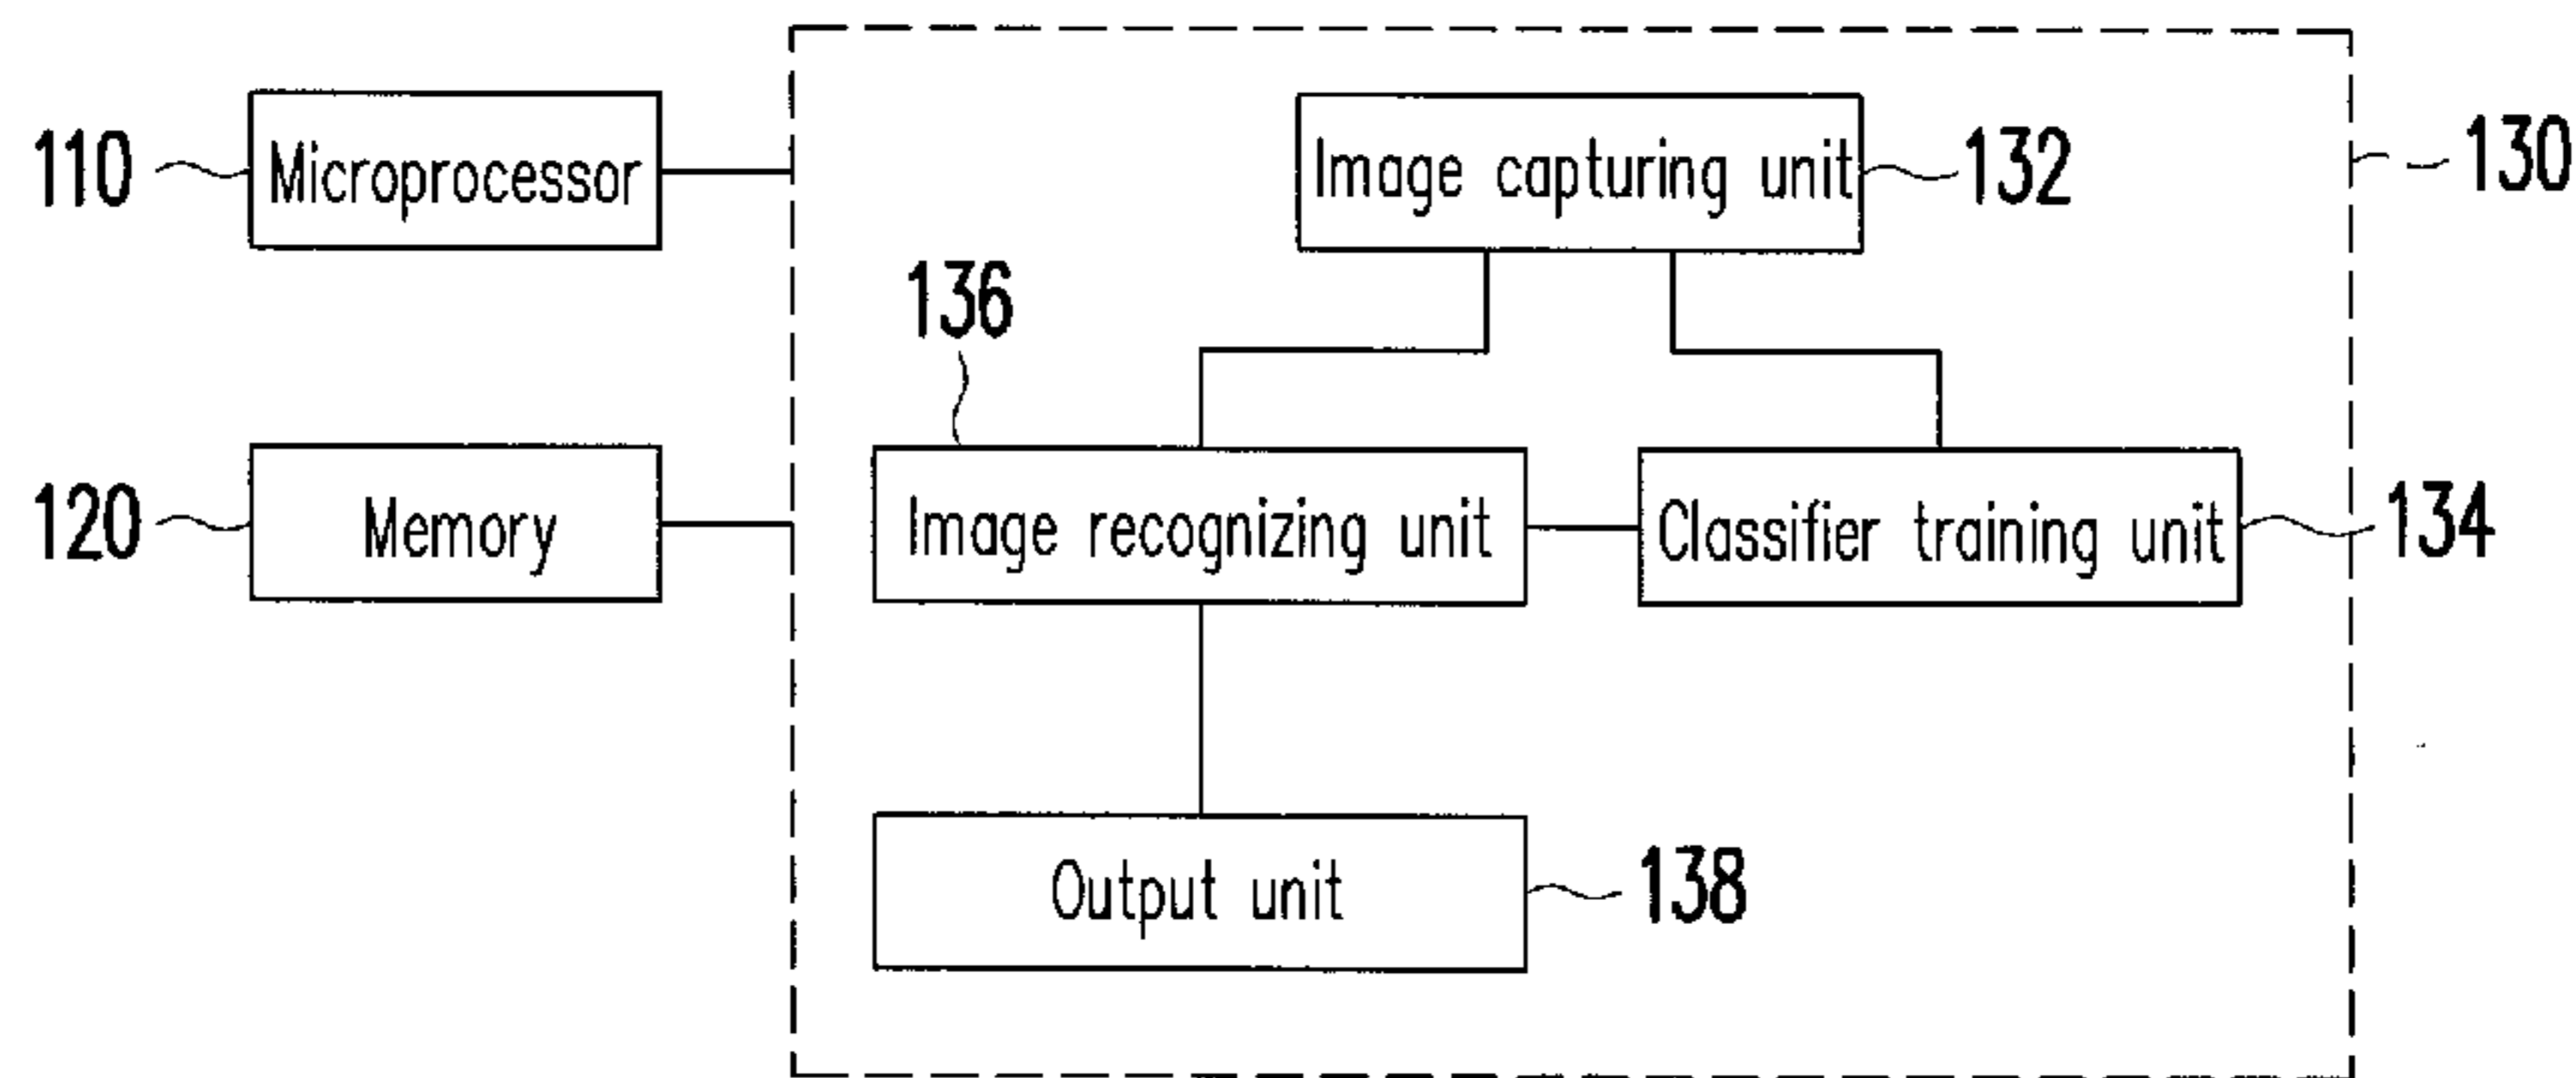 110
Microprocessor
Image capturing unit
132
130
136
120
Memory
Image recognizing unit
Classifier training unit
134
Output unit
138